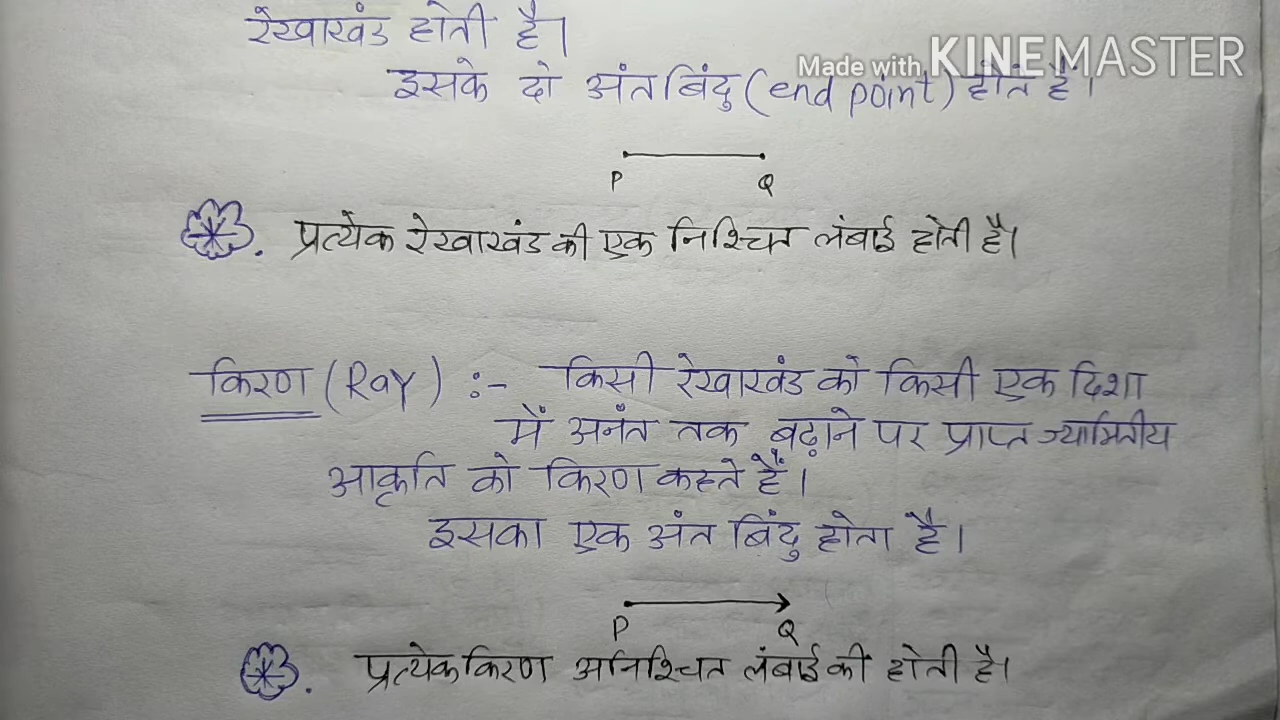 रेखाखंड होती है।
Made with KINEMASTER
इसके दो अंत बिंदु (end point) होते हैं।
P Q
प्रत्येक रेखाखंड की एक निश्चित लंबाई होती है।
किरण (Ray) :- किसी रेखाखंड को किसी एक दिशा
में अनंत तक बढ़ाने पर प्राप्त ज्यामितीय
आकृति को किरण कहते हैं।
इसका एक अंत बिंदु होता है।
P Q
प्रत्येक किरण अनिश्चित लंबाई की होती है।